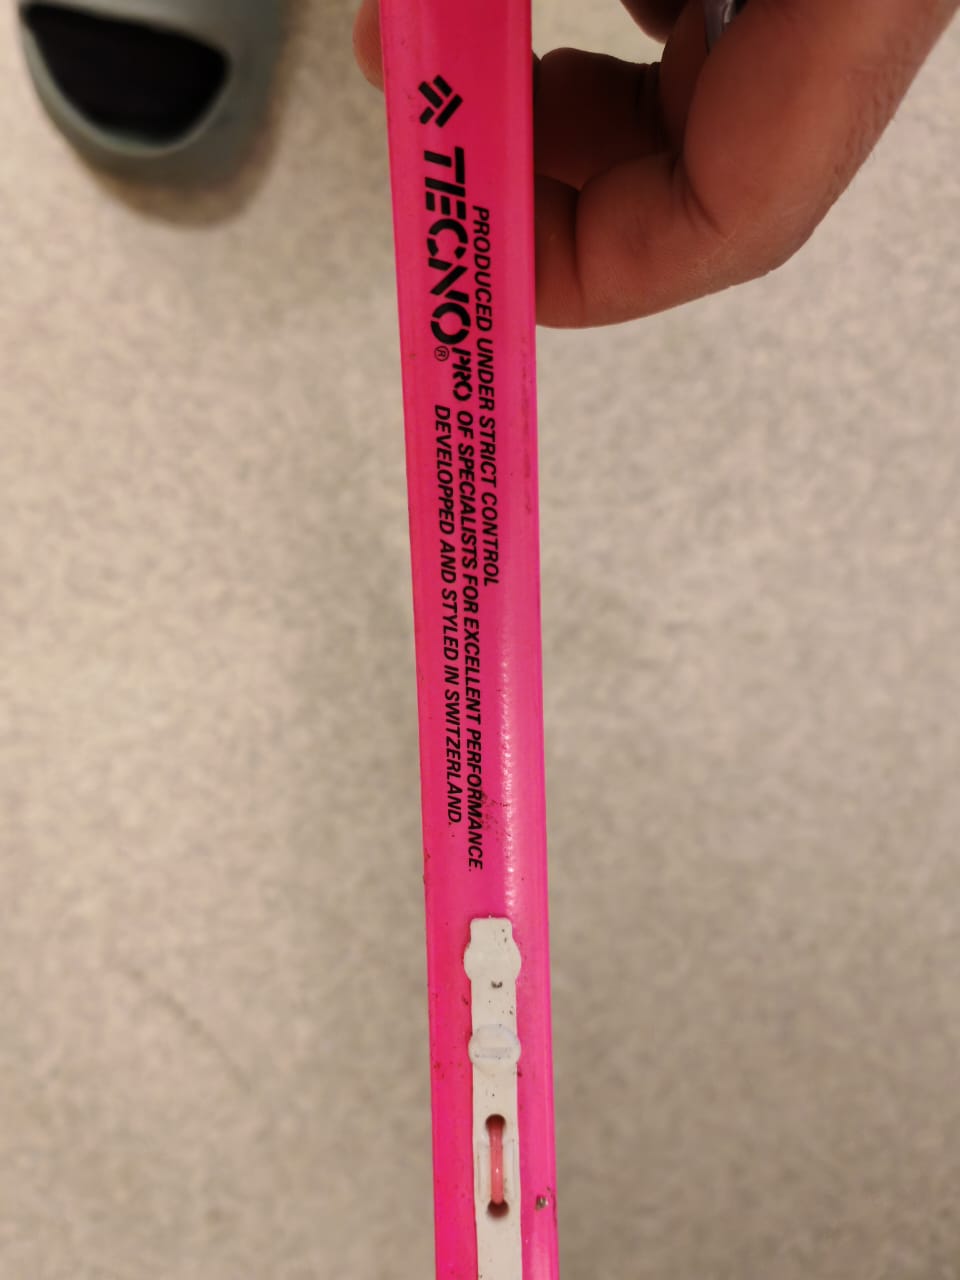 TECNO PRO®
PRODUCED UNDER STRICT CONTROL
OF SPECIALISTS FOR EXCELLENT PERFORMANCE.
DEVELOPPED AND STYLED IN SWITZERLAND.